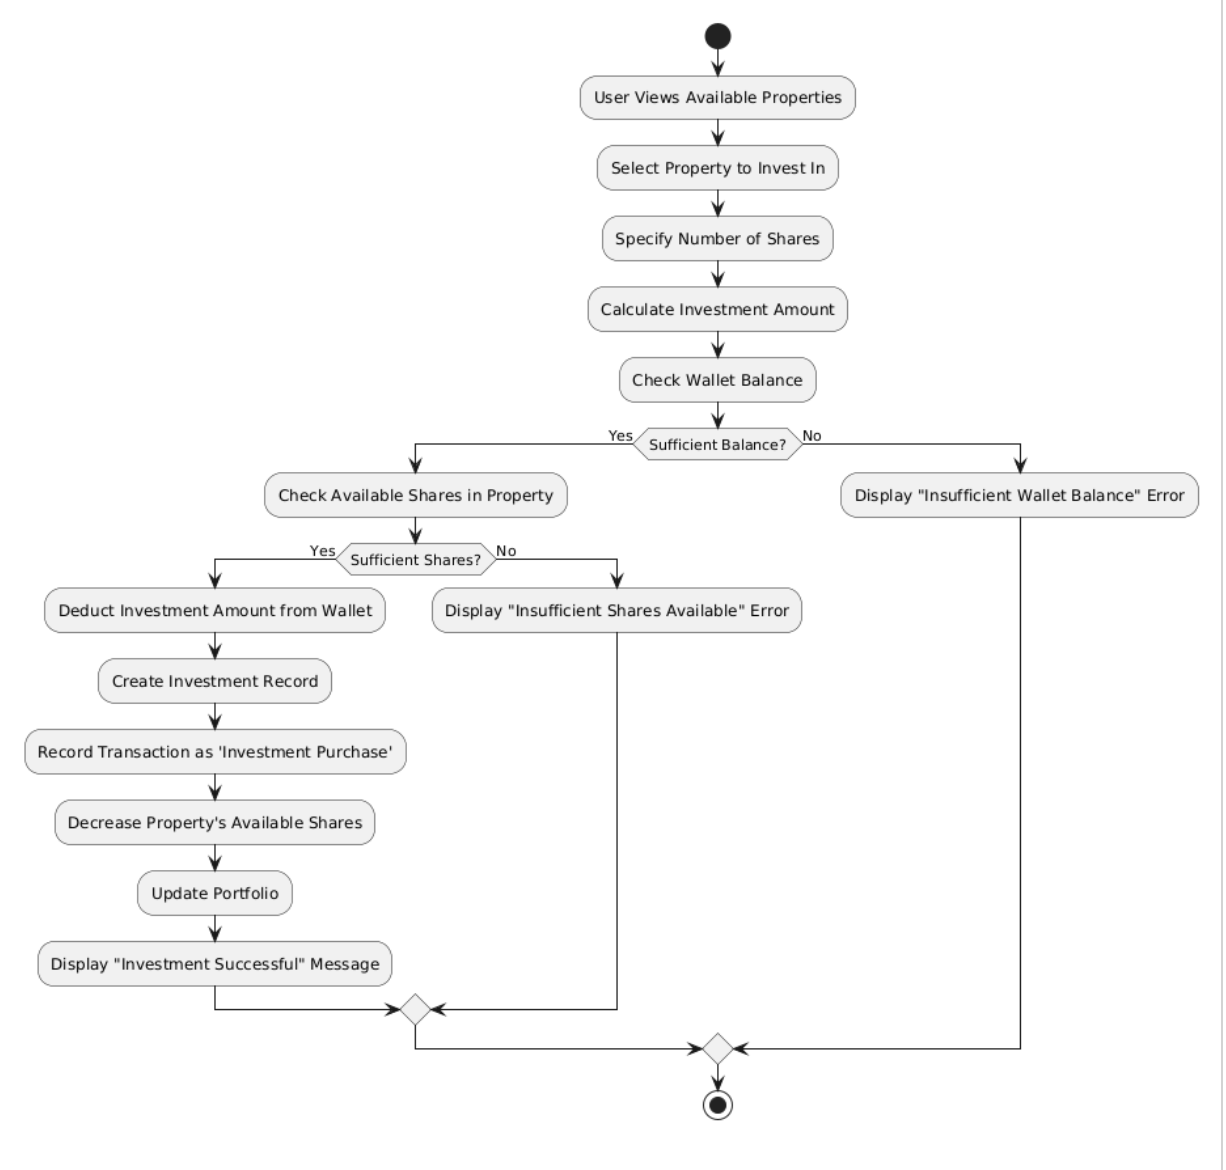 User Views Available Properties
Select Property to Invest In
Specify Number of Shares
Calculate Investment Amount
Check Wallet Balance
Yes
Sufficient Balance?
No
Check Available Shares in Property
Display "Insufficient Wallet Balance" Error
Yes
Sufficient Shares?
No
Deduct Investment Amount from Wallet
Display "Insufficient Shares Available" Error
Create Investment Record
Record Transaction as 'Investment Purchase'
Decrease Property's Available Shares
Update Portfolio
Display "Investment Successful" Message